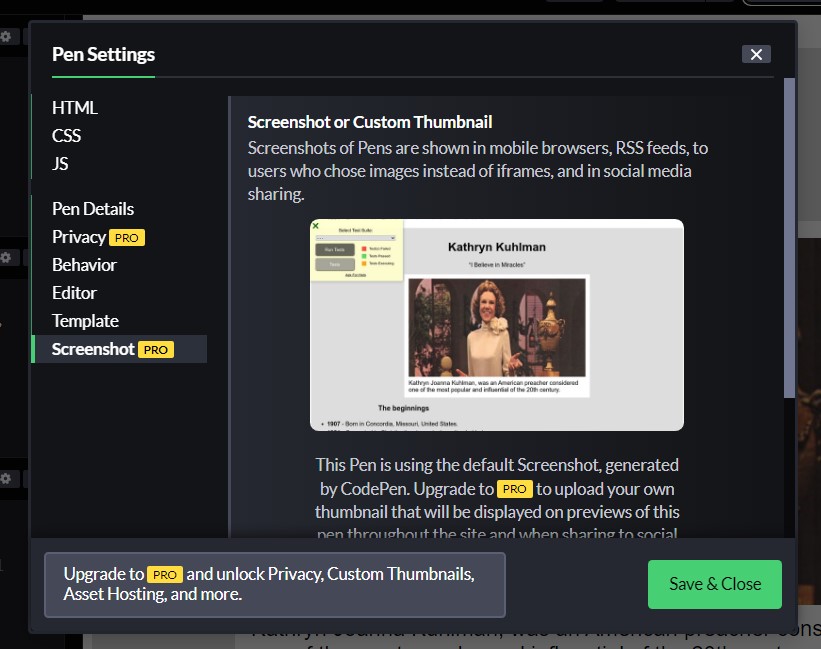 Pen Settings
HTML
CSS
JS
Pen Details
Privacy PRO
Behavior
Editor
Template
Screenshot PRO
Screenshot or Custom Thumbnail
Screenshots of Pens are shown in mobile browsers, RSS feeds, to
users who chose images instead of iframes, and in social media
sharing.
Select Test Suite
Run Tests
Tests
Test(s) Failed
Tests Passed
Tests Executing
Kathryn Kuhlman
"I Believe in Miracles"
Kathryn Joanna Kuhlman, was an American preacher considered
one of the most popular and influential of the 20th century.
The beginnings
• 1907 - Born in Concordia, Missouri, United States.
This Pen is using the default Screenshot, generated
by CodePen. Upgrade to PRO to upload your own
thumbnail that will be displayed on previews of this
pen throughout the site and when sharing to social
Upgrade to PRO and unlock Privacy, Custom Thumbnails,
Asset Hosting, and more.
Save & Close
Kathryn Joanna Kuhlman, was an American preacher cons